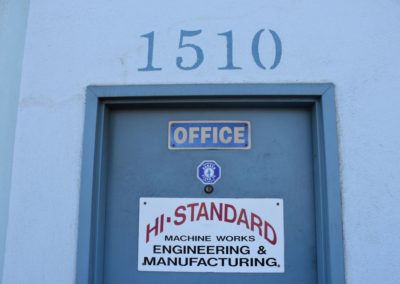 1510
OFFICE
HI-STANDARD
MACHINE WORKS
ENGINEERING &
MANUFACTURING